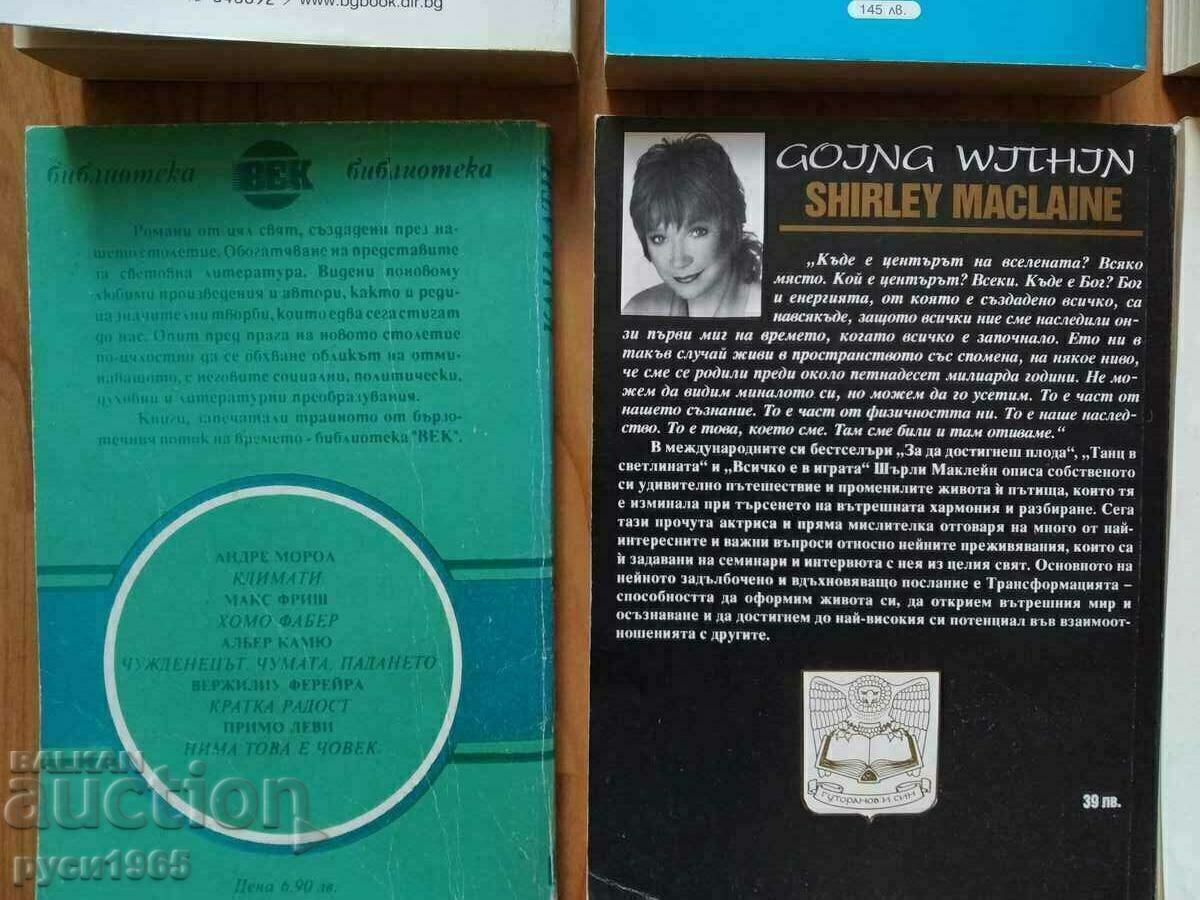 www.bgbook.dir.bg
145 лв.
библиотека ВЕК библиотека
Романи от цял свят, създадени през на-
шето столетие. Обогатяване на представите
за световна литература. Видени поновому
любими произведения и автори, както и реди-
ца значителни творби, които едва сега стигат
до нас. Опит пред прага на новото столетие
по-цялостно да се обхване обликът на отми-
наващото, с неговите социални, политически,
духовни и литературни преобразувания.
Книги, запечатали трайното от бързо-
течния поток на времето - библиотека "ВЕК".
АНДРЕ МОРОА
КЛИМАТИ
МАКС ФРИШ
ХОМО ФАБЕР
АЛБЕР КАМЮ
ЧУЖДЕНЕЦЪТ, ЧУМАТА, ПАДАНЕТО
ВЕРЖИЛИУ ФЕРЕЙРА
КРАТКА РАДОСТ
ПРИМО ЛЕВИ
НИМА ТОВА Е ЧОВЕК
Цена 6.90 лв.
GOING WITHIN
SHIRLEY MACLAINE
„Къде е центърът на вселената? Всяко
място. Кой е центърът? Всеки. Къде е Бог? Бог
и енергията, от която е създадено всичко, са
навсякъде, защото всички ние сме наследили он-
зи първи миг на времето, когато всичко е започнало. Ето ни в
такъв случай живи в пространството със спомена, на някое ниво,
че сме се родили преди около петнадесет милиарда години. Не мо-
жем да видим миналото си, но можем да го усетим. То е част от
нашето съзнание. То е част от физичността ни. То е наше наслед-
ство. То е това, което сме. Там сме били и там отиваме.“
В международните си бестселъри „За да достигнеш плода“, „Танц в
светлината“ и „Всичко е в играта“ Шърли Маклейн описа собственото
си удивително пътешествие и променилите живота ѝ пътища, които тя
е изминала при търсенето на вътрешната хармония и разбиране. Сега
тази прочута актриса и пряма мислителка отговаря на много от най-
интересните и важни въпроси относно нейните преживявания, които са
ѝ задавани на семинари и интервюта с нея из целия свят. Основното на
нейното задълбочено и вдъхновяващо послание е Трансформацията –
способността да оформим живота си, да открием вътрешния мир и
осъзнаване и да достигнем до най-високия си потенциал във взаимоот-
ношенията с другите.
ГУТОРАНОВ И СИН
39 лв.
BALKAN
auction
руси1965